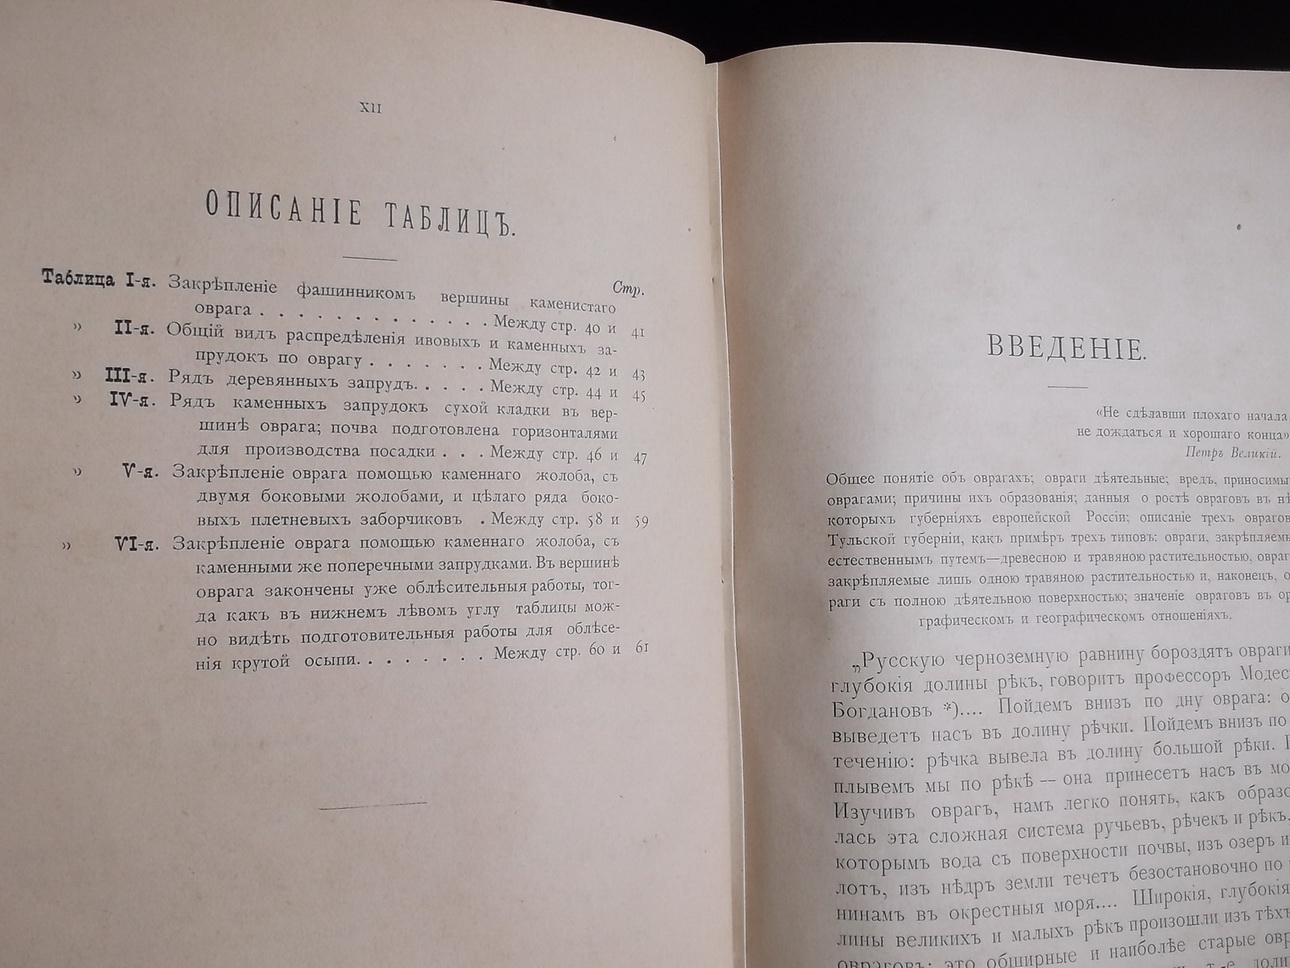 XII
ОПИСАНІЕ ТАБЛИЦЪ.
Стр.
Таблица I-я. Закрѣпленіе фашинникомъ вершины каменистаго
оврага . . . . . . . . . . . . . Между стр. 40 и 41
» II-я. Общій видъ распредѣленія ивовыхъ и каменныхъ за-
прудокъ по оврагу . . . . . . . Между стр. 42 и 43
» III-я. Рядъ деревянныхъ запрудъ. . . . . Между стр. 44 и 45
» IV-я. Рядъ каменныхъ запрудокъ сухой кладки въ вер-
шинѣ оврага; почва подготовлена горизонталями
для производства посадки . . . Между стр. 46 и 47
» V-я. Закрѣпленіе оврага помощью каменнаго жолоба, съ
двумя боковыми жолобами, и цѣлаго ряда боко-
выхъ плетневыхъ заборчиковъ . Между стр. 58 и 59
» VI-я. Закрѣпленіе оврага помощью каменнаго жолоба, съ
каменными же поперечными запрудками. Въ вершинѣ
оврага закончены уже облѣсительныя работы, тог-
да какъ въ нижнемъ лѣвомъ углу таблицы мож-
но видѣть подготовительныя работы для облѣсе-
нія крутой осыпи. . . . . . . . Между стр. 60 и 61
ВВЕДЕНІЕ.
«Не сдѣлавши плохаго начала
не дождаться и хорошаго конца»
Петръ Великій.
Общее понятіе объ оврагахъ; овраги дѣятельные; вредъ, приносимы
оврагами; причины ихъ образованія; данныя о ростѣ овраговъ въ нѣ
которыхъ губерніяхъ европейской Россіи; описаніе трехъ оврагов
Тульской губерніи, какъ примѣръ трехъ типовъ: овраги, закрѣпляемы
естественнымъ путемъ—древесною и травяною растительностью, овраг
закрѣпляемые лишь одною травяною растительностью и, наконецъ, о
раги съ полною дѣятельною поверхностью; значеніе овраговъ въ ор
графическомъ и географическомъ отношеніяхъ.
„Русскую черноземную равнину бороздятъ овраги
глубокія долины рѣкъ, говоритъ профессоръ Модес
Богдановъ *).... Пойдемъ внизъ по дну оврага: о
выведетъ насъ въ долину рѣчки. Пойдемъ внизъ по
теченію: рѣчка вывела въ долину большой рѣки.
плывемъ мы по рѣкѣ — она принесетъ насъ въ мо
Изучивъ оврагъ, намъ легко понять, какъ образо
лась эта сложная система ручьевъ, рѣчекъ и рѣкъ.
которымъ вода съ поверхности почвы, изъ озеръ и
лотъ, изъ нѣдръ земли течетъ безостановочно по
нинамъ въ окрестныя моря.... Широкія, глубокія
лины великихъ и малыхъ рѣкъ произошли изъ тѣхъ
овраговъ: это обширные и наиболѣе старые овр